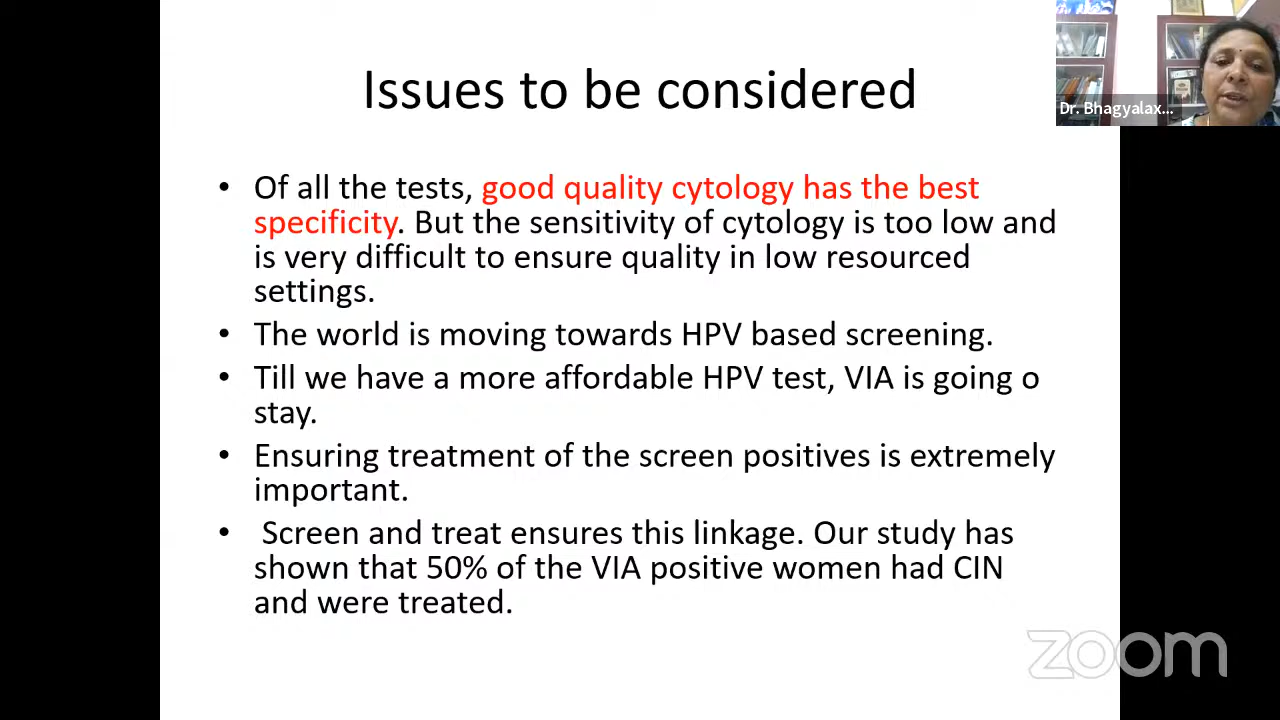 Issues to be considered
Dr. Bhagyalax...
• Of all the tests, good quality cytology has the best
specificity. But the sensitivity of cytology is too low and
is very difficult to ensure quality in low resourced
settings.
• The world is moving towards HPV based screening.
• Till we have a more affordable HPV test, VIA is going o
stay.
• Ensuring treatment of the screen positives is extremely
important.
• Screen and treat ensures this linkage. Our study has
shown that 50% of the VIA positive women had CIN
and were treated.
zoom